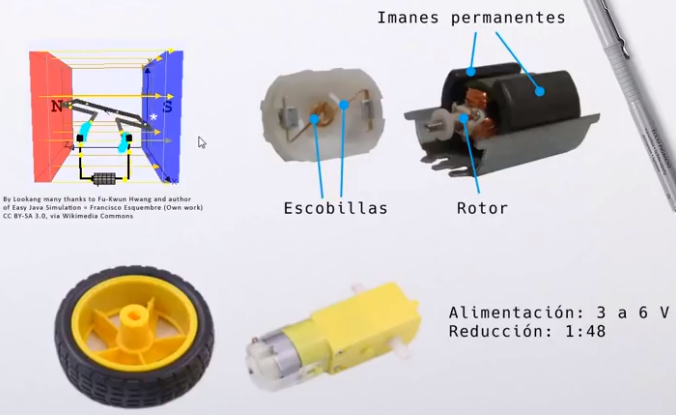 Imanes permanentes
N
S
By Lookang many thanks to Fu-Kwun Hwang and author
of Easy Java Simulation = Francisco Esquembre (Own work)
CC BY-SA 3.0, via Wikimedia Commons
Escobillas
Rotor
Alimentación: 3 a 6 V
Reducción: 1:48